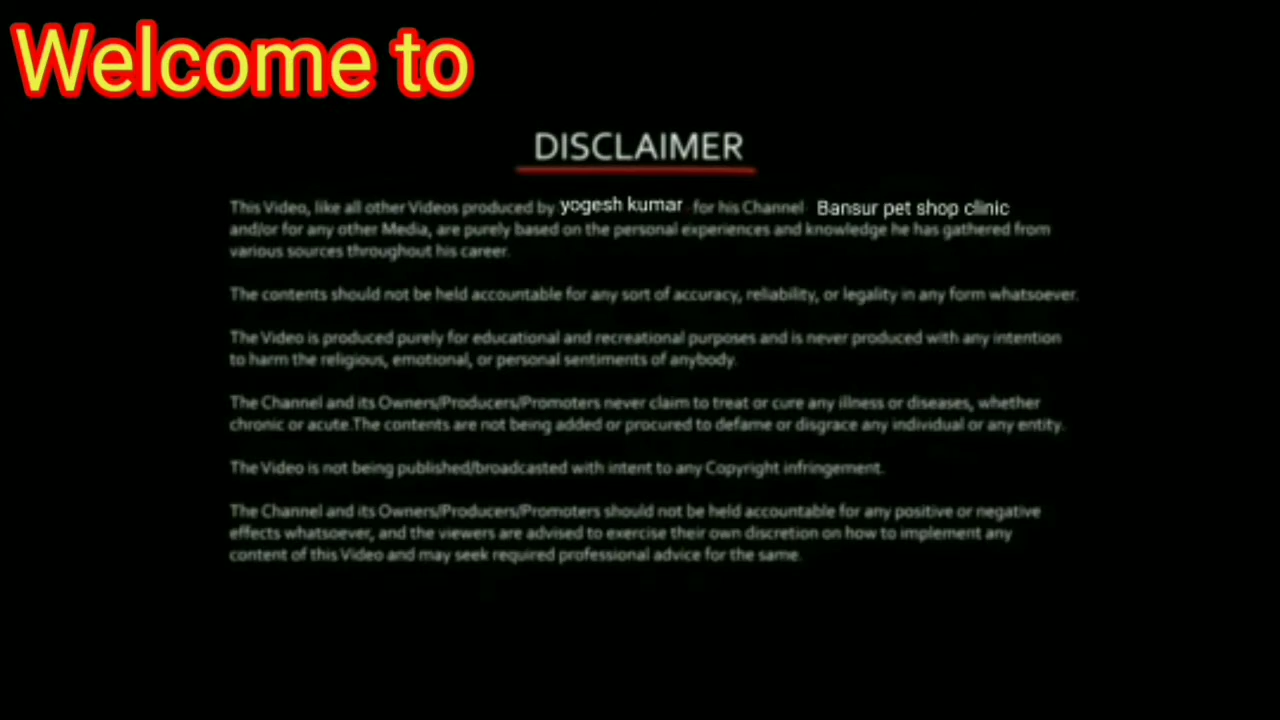 Welcome to
DISCLAIMER
This Video, like all other Videos produced by yogesh kumar for his Channel Bansur pet shop clinic
and/or for any other Media, are purely based on the personal experiences and knowledge he has gathered from
various sources throughout his career.
The contents should not be held accountable for any sort of accuracy, reliability, or legality in any form whatsoever.
The Video is produced purely for educational and recreational purposes and is never produced with any intention
to harm the religious, emotional, or personal sentiments of anybody.
The Channel and its Owners/Producers/Promoters never claim to treat or cure any illness or diseases, whether
chronic or acute.The contents are not being added or procured to defame or disgrace any individual or any entity.
The Video is not being published/broadcasted with intent to any Copyright infringement.
The Channel and its Owners/Producers/Promoters should not be held accountable for any positive or negative
effects whatsoever, and the viewers are advised to exercise their own discretion on how to implement any
content of this Video and may seek required professional advice for the same.